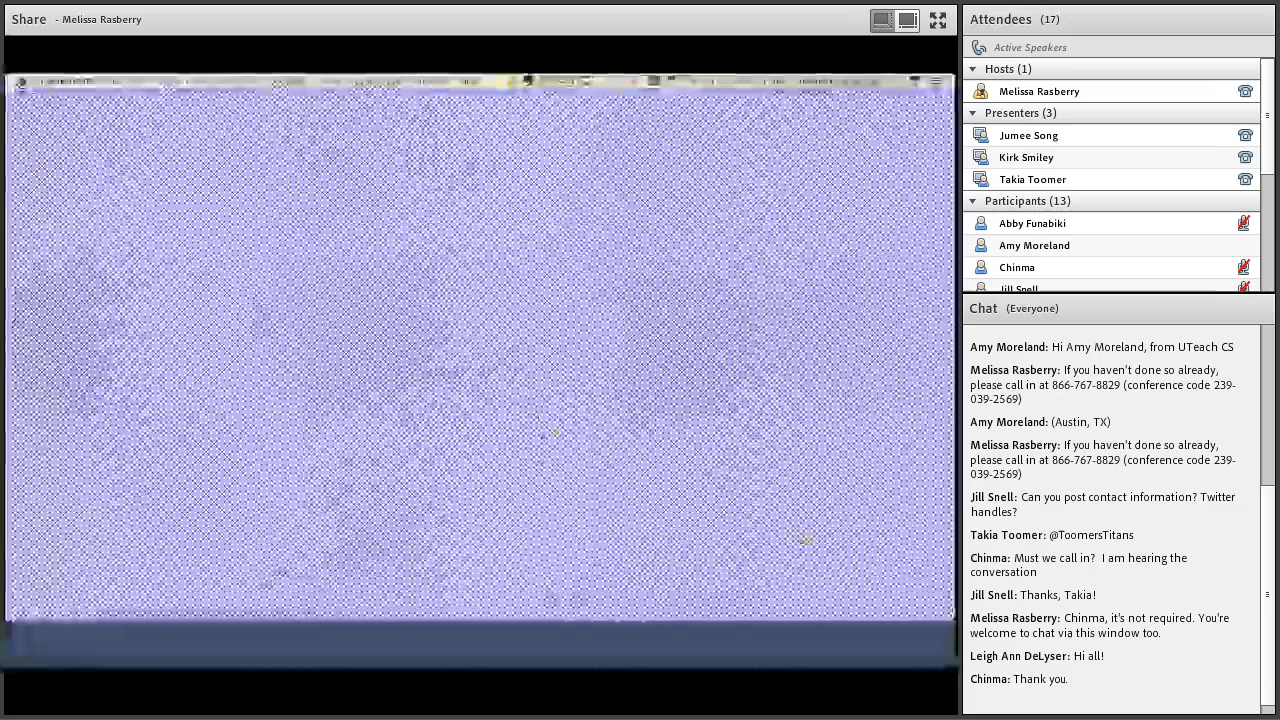 Share - Melissa Rasberry
Attendees (17)
Active Speakers
Hosts (1)
Melissa Rasberry
Presenters (3)
Jumee Song
Kirk Smiley
Takia Toomer
Participants (13)
Abby Funabiki
Amy Moreland
Chinma
Jill Snell
Chat (Everyone)
Amy Moreland: Hi Amy Moreland, from UTeach CS
Melissa Rasberry: If you haven't done so already,
please call in at 866-767-8829 (conference code 239-
039-2569)
Amy Moreland: (Austin, TX)
Melissa Rasberry: If you haven't done so already,
please call in at 866-767-8829 (conference code 239-
039-2569)
Jill Snell: Can you post contact information? Twitter
handles?
Takia Toomer: @ToomersTitans
Chinma: Must we call in? I am hearing the
conversation
Jill Snell: Thanks, Takia!
Melissa Rasberry: Chinma, it's not required. You're
welcome to chat via this window too.
Leigh Ann DeLyser: Hi all!
Chinma: Thank you.